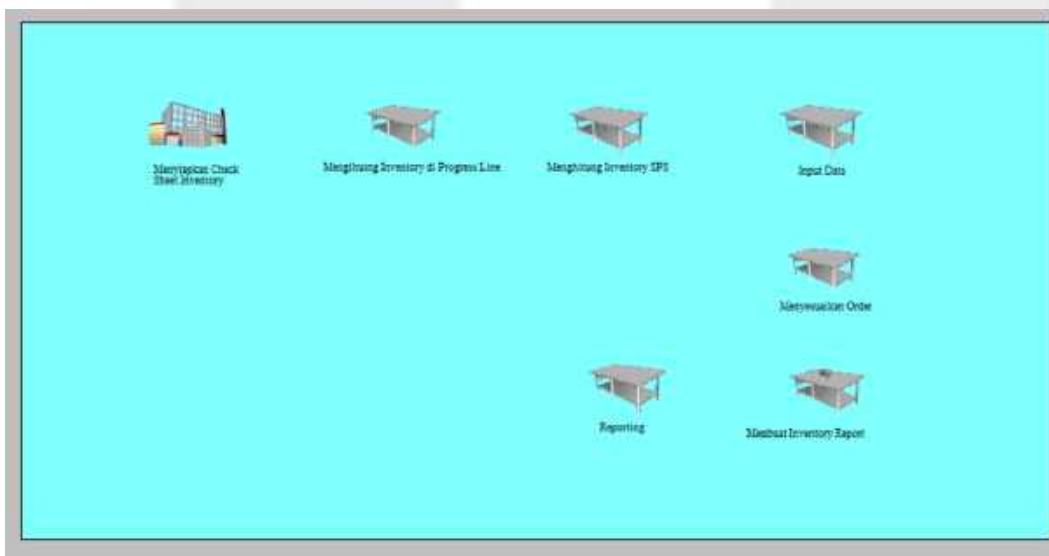 Menyiapkan Check
Sheet Inventory
Menghitung Inventory di Progress Line
Menghitung Inventory SPS
Input Data
Menyesuaikan Order
Reporting
Membuat Inventory Report